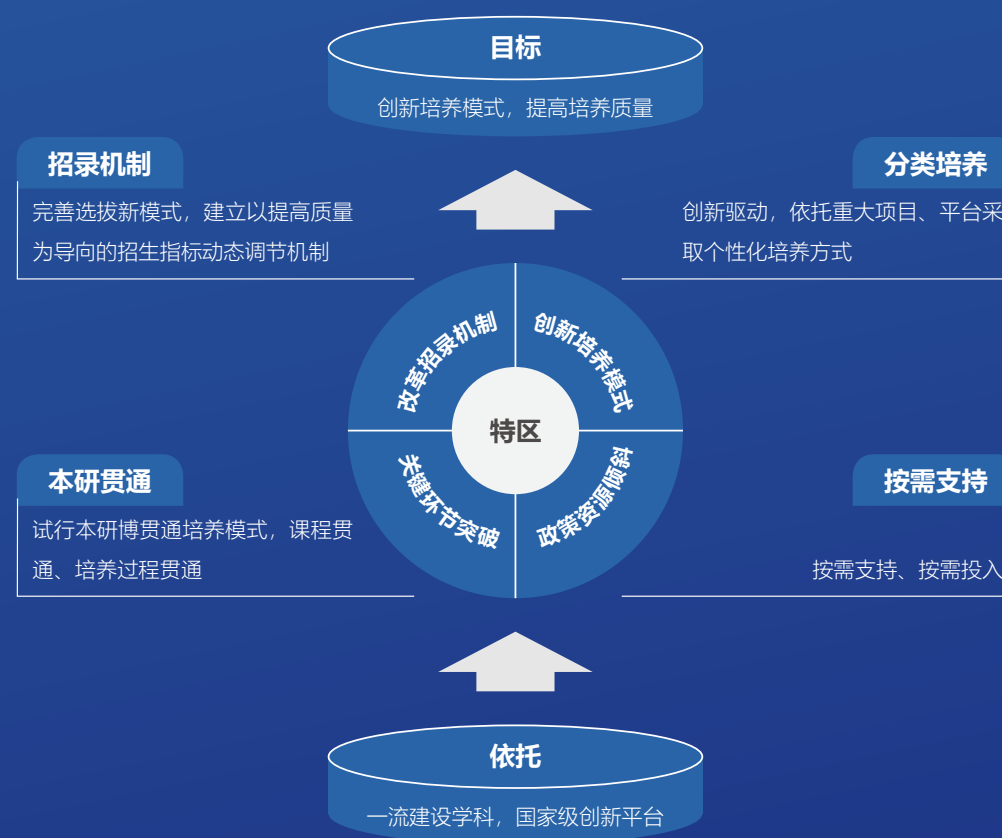 目标
创新培养模式，提高培养质量
招录机制
完善选拔新模式，建立以提高质量
为导向的招生指标动态调节机制
分类培养
创新驱动，依托重大项目、平台采
取个性化培养方式
改革招录机制
创新培养模式
特区
关键环节突破
政策资源倾斜
本研贯通
试行本研博贯通培养模式，课程贯
通、培养过程贯通
按需支持
按需支持、按需投入
依托
一流建设学科，国家级创新平台